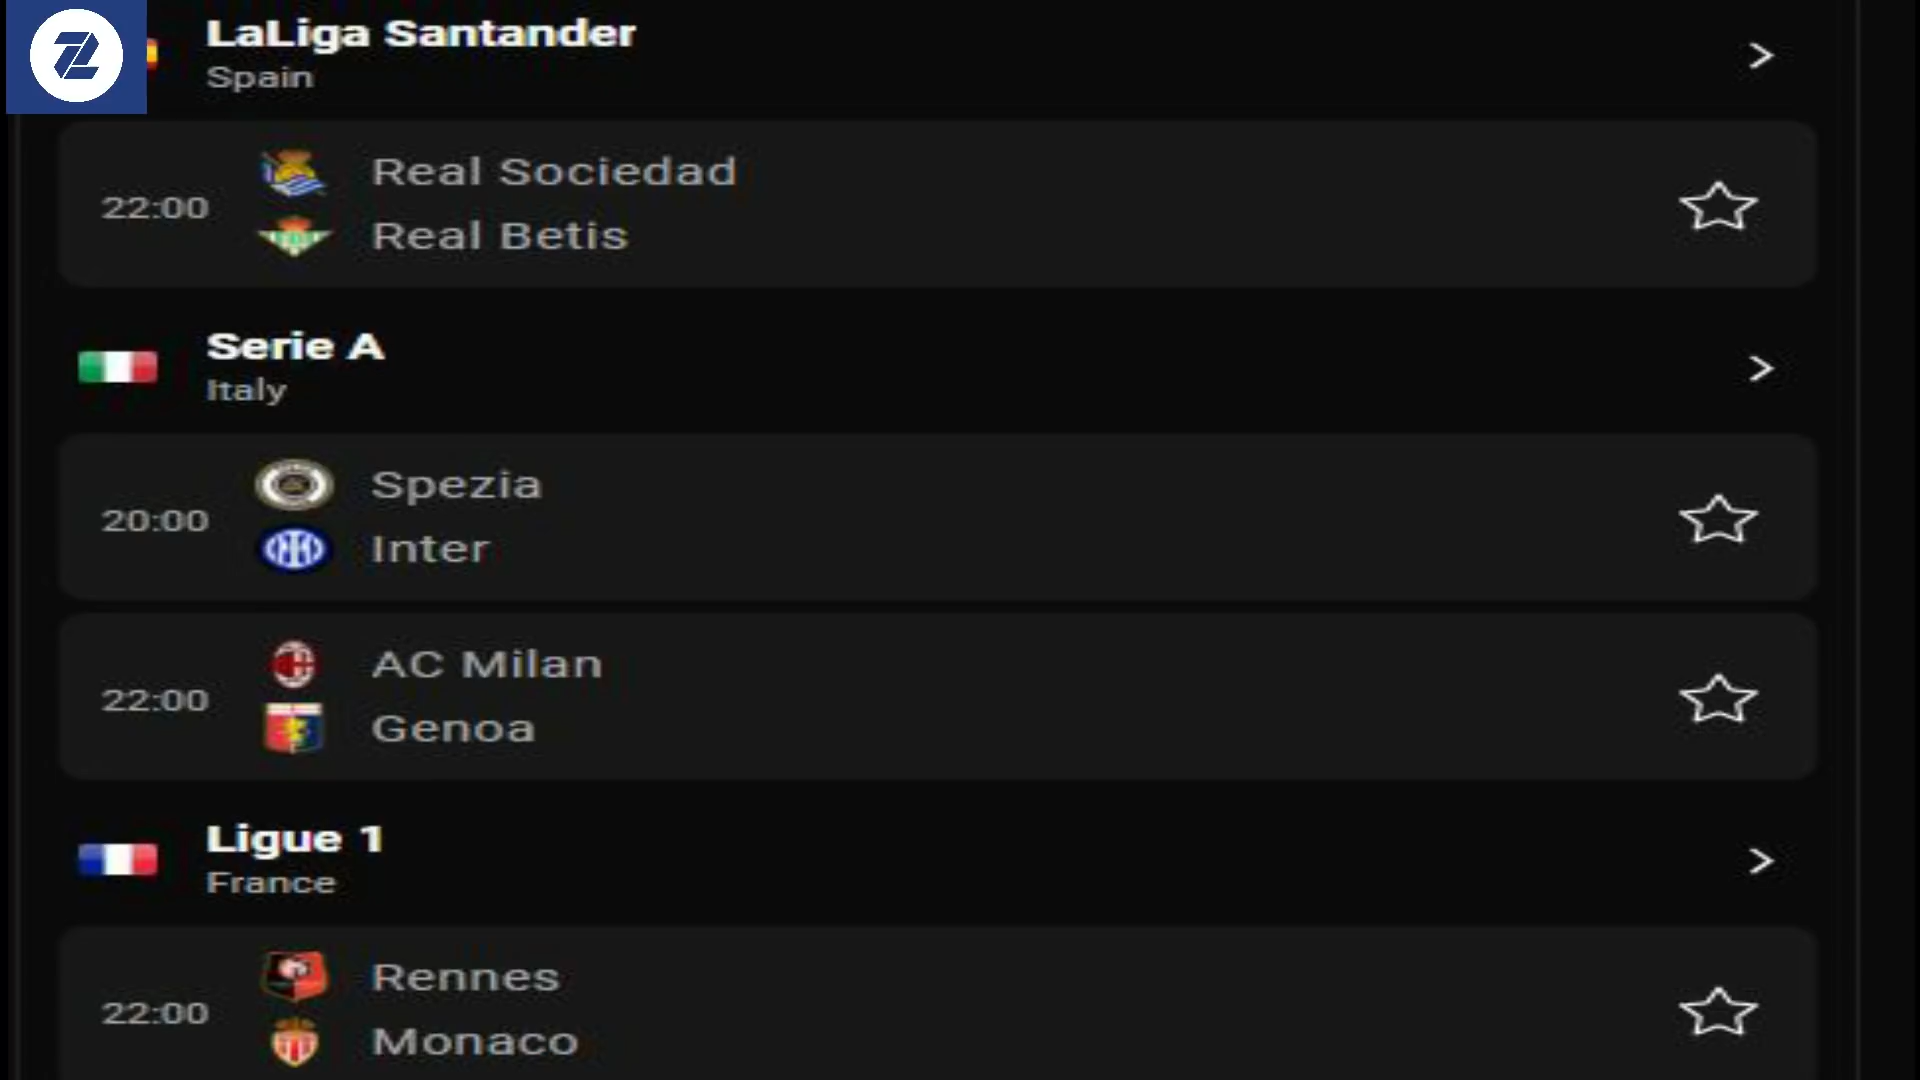 LaLiga Santander
Spain
22:00
Real Sociedad
Real Betis
Serie A
Italy
20:00
Spezia
Inter
22:00
AC Milan
Genoa
Ligue 1
France
22:00
Rennes
Monaco